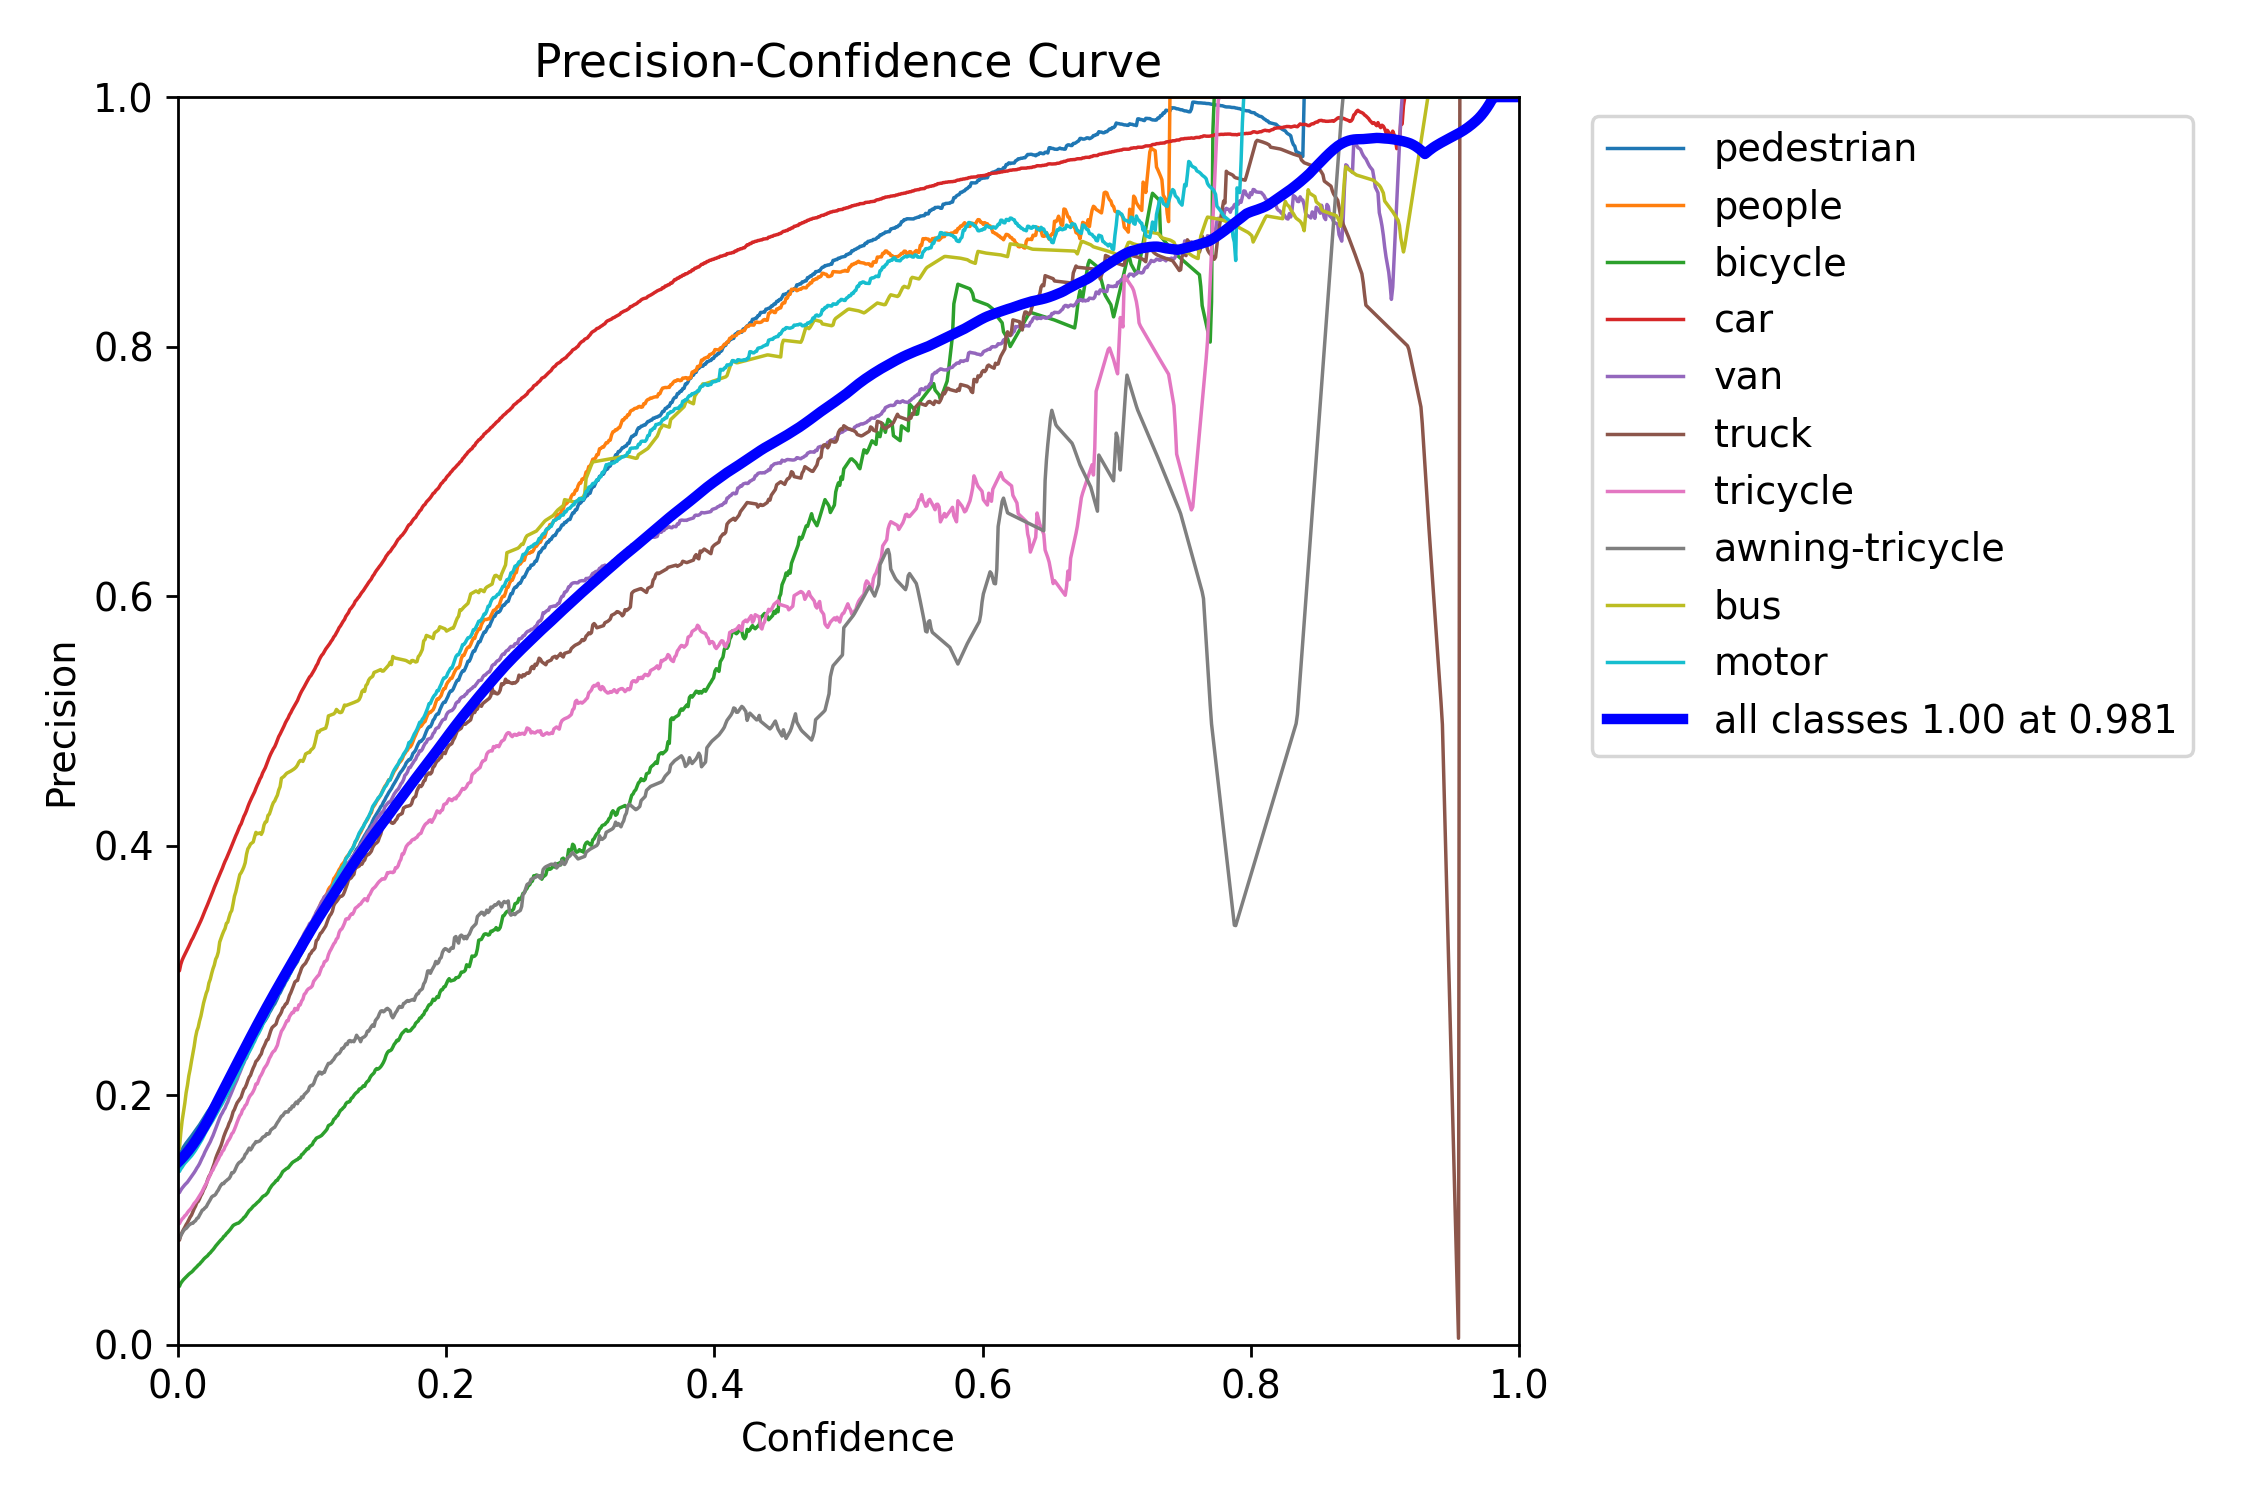 Precision-Confidence Curve
1.0
0.8
0.6
0.4
0.2
0.0
Precision
0.0 0.2 0.4 0.6 0.8 1.0
Confidence
pedestrian
people
bicycle
car
van
truck
tricycle
awning-tricycle
bus
motor
all classes 1.00 at 0.981